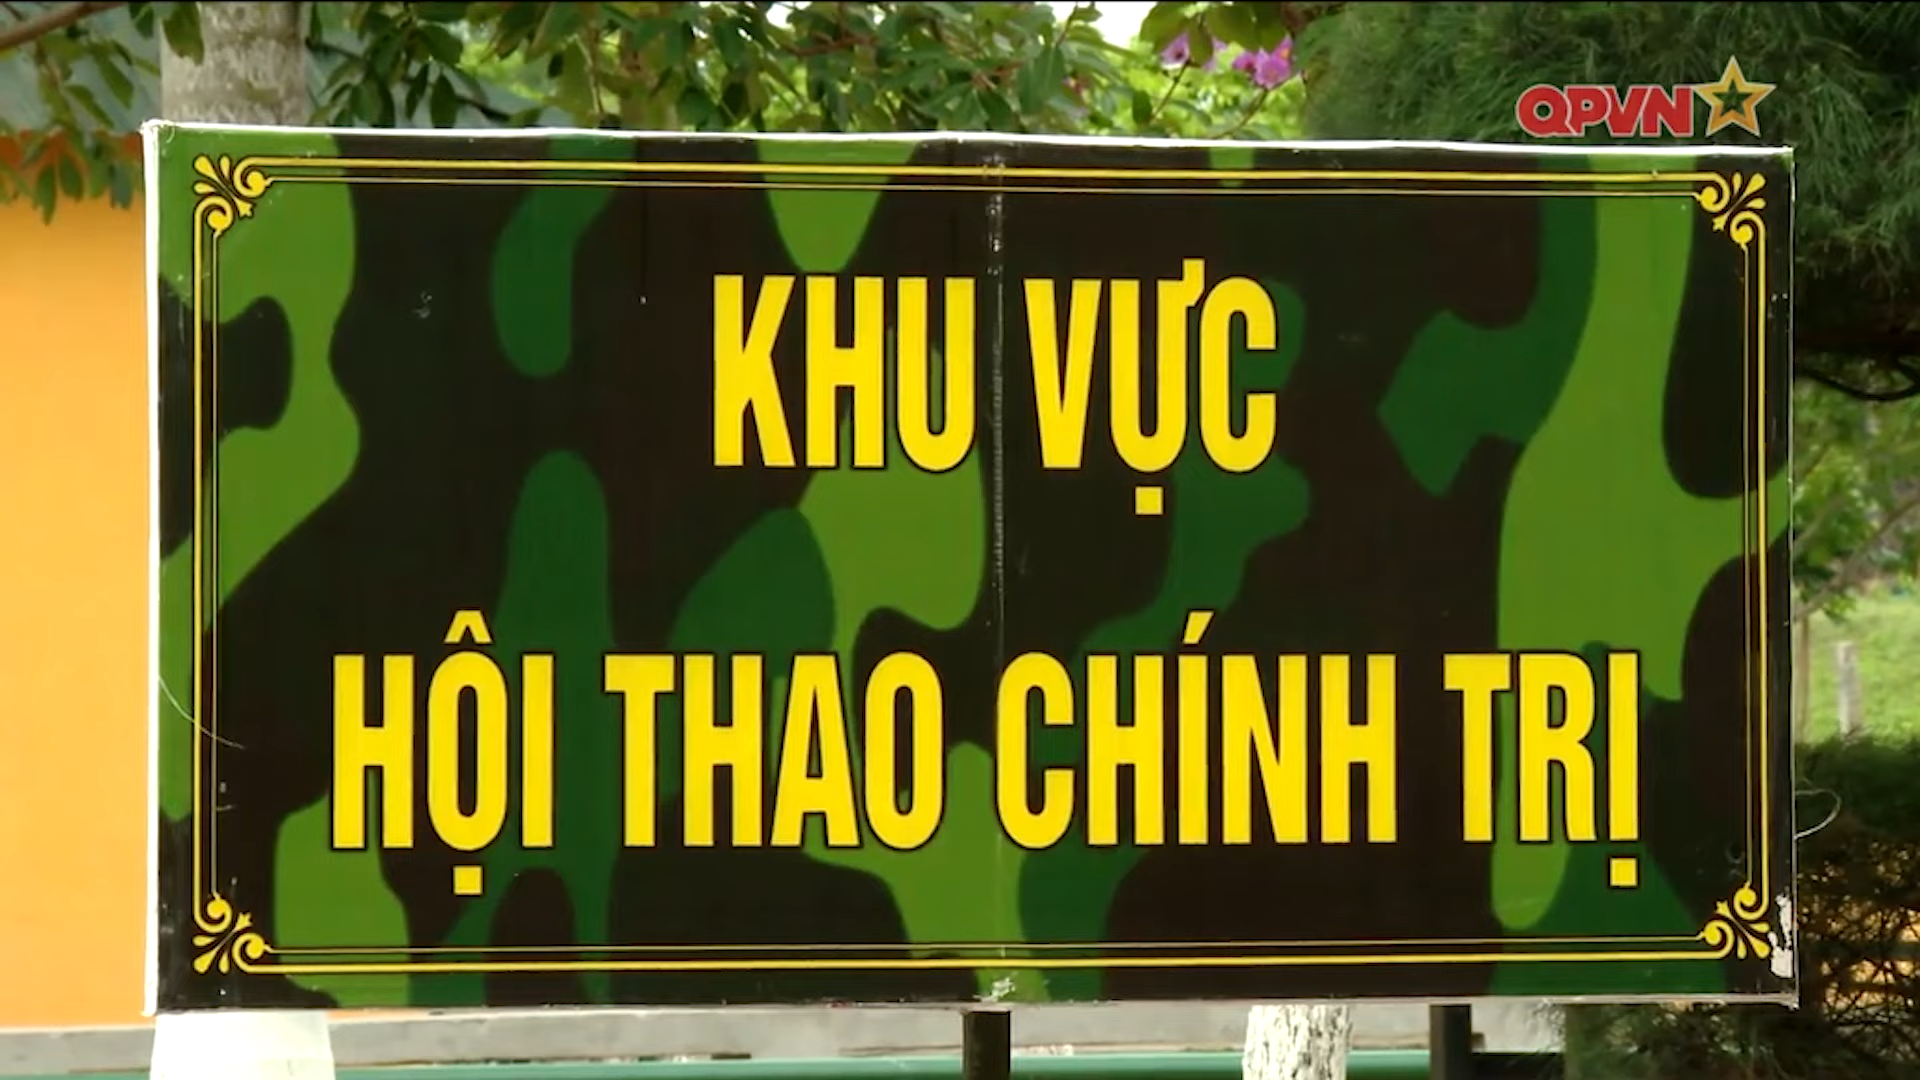 QPVN
KHU VỰC
HỘI THAO CHÍNH TRỊ